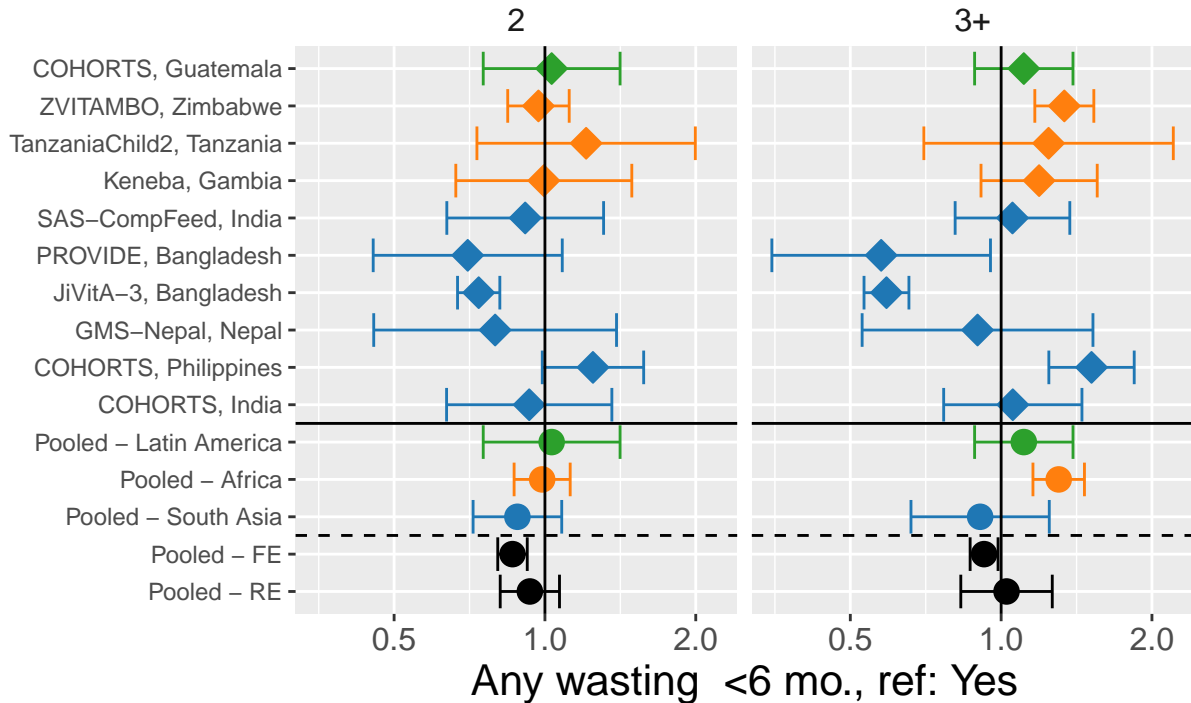 2 3+
COHORTS, Guatemala
ZVITAMBO, Zimbabwe
TanzaniaChild2, Tanzania
Keneba, Gambia
SAS−CompFeed, India
PROVIDE, Bangladesh
JiVitA−3, Bangladesh
GMS−Nepal, Nepal
COHORTS, Philippines
COHORTS, India
Pooled − Latin America
Pooled − Africa
Pooled − South Asia
Pooled − FE
Pooled − RE
0.5 1.0 2.0 0.5 1.0 2.0
Any wasting <6 mo., ref: Yes